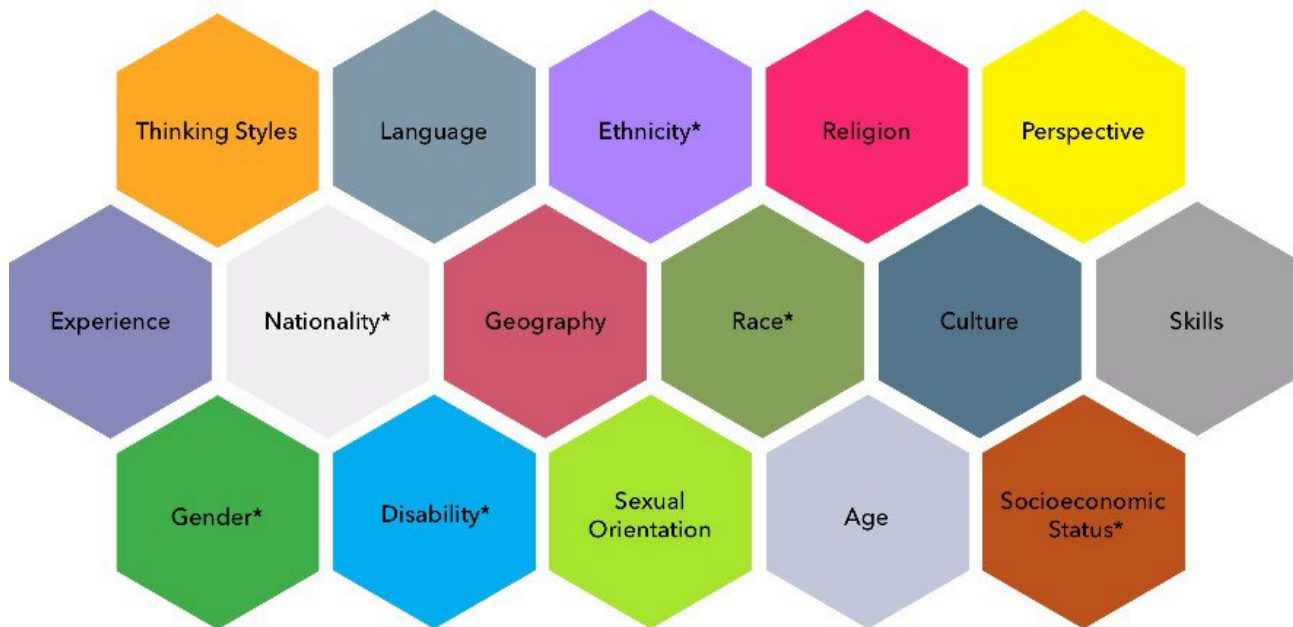 Thinking Styles
Language
Ethnicity*
Religion
Perspective
Experience
Nationality*
Geography
Race*
Culture
Skills
Gender*
Disability*
Sexual
Orientation
Age
Socioeconomic
Status*